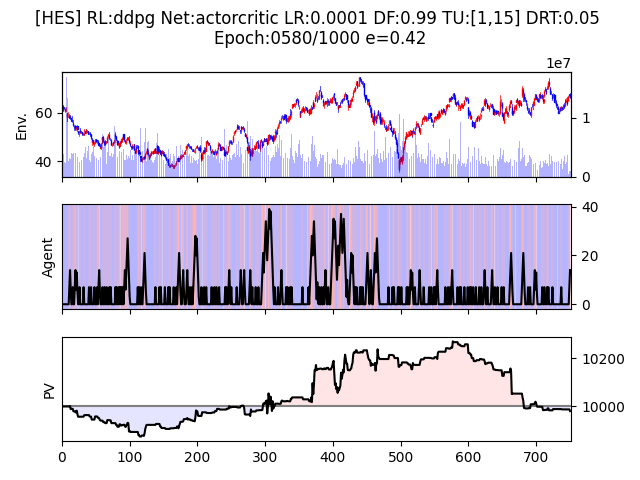 [HES] RL:ddpg Net:actorcritic LR:0.0001 DF:0.99 TU:[1,15] DRT:0.05
Epoch:0580/1000 e=0.42
1e7
Env.
60
40
1
0
Agent
40
20
0
PV
10200
10000
0 100 200 300 400 500 600 700